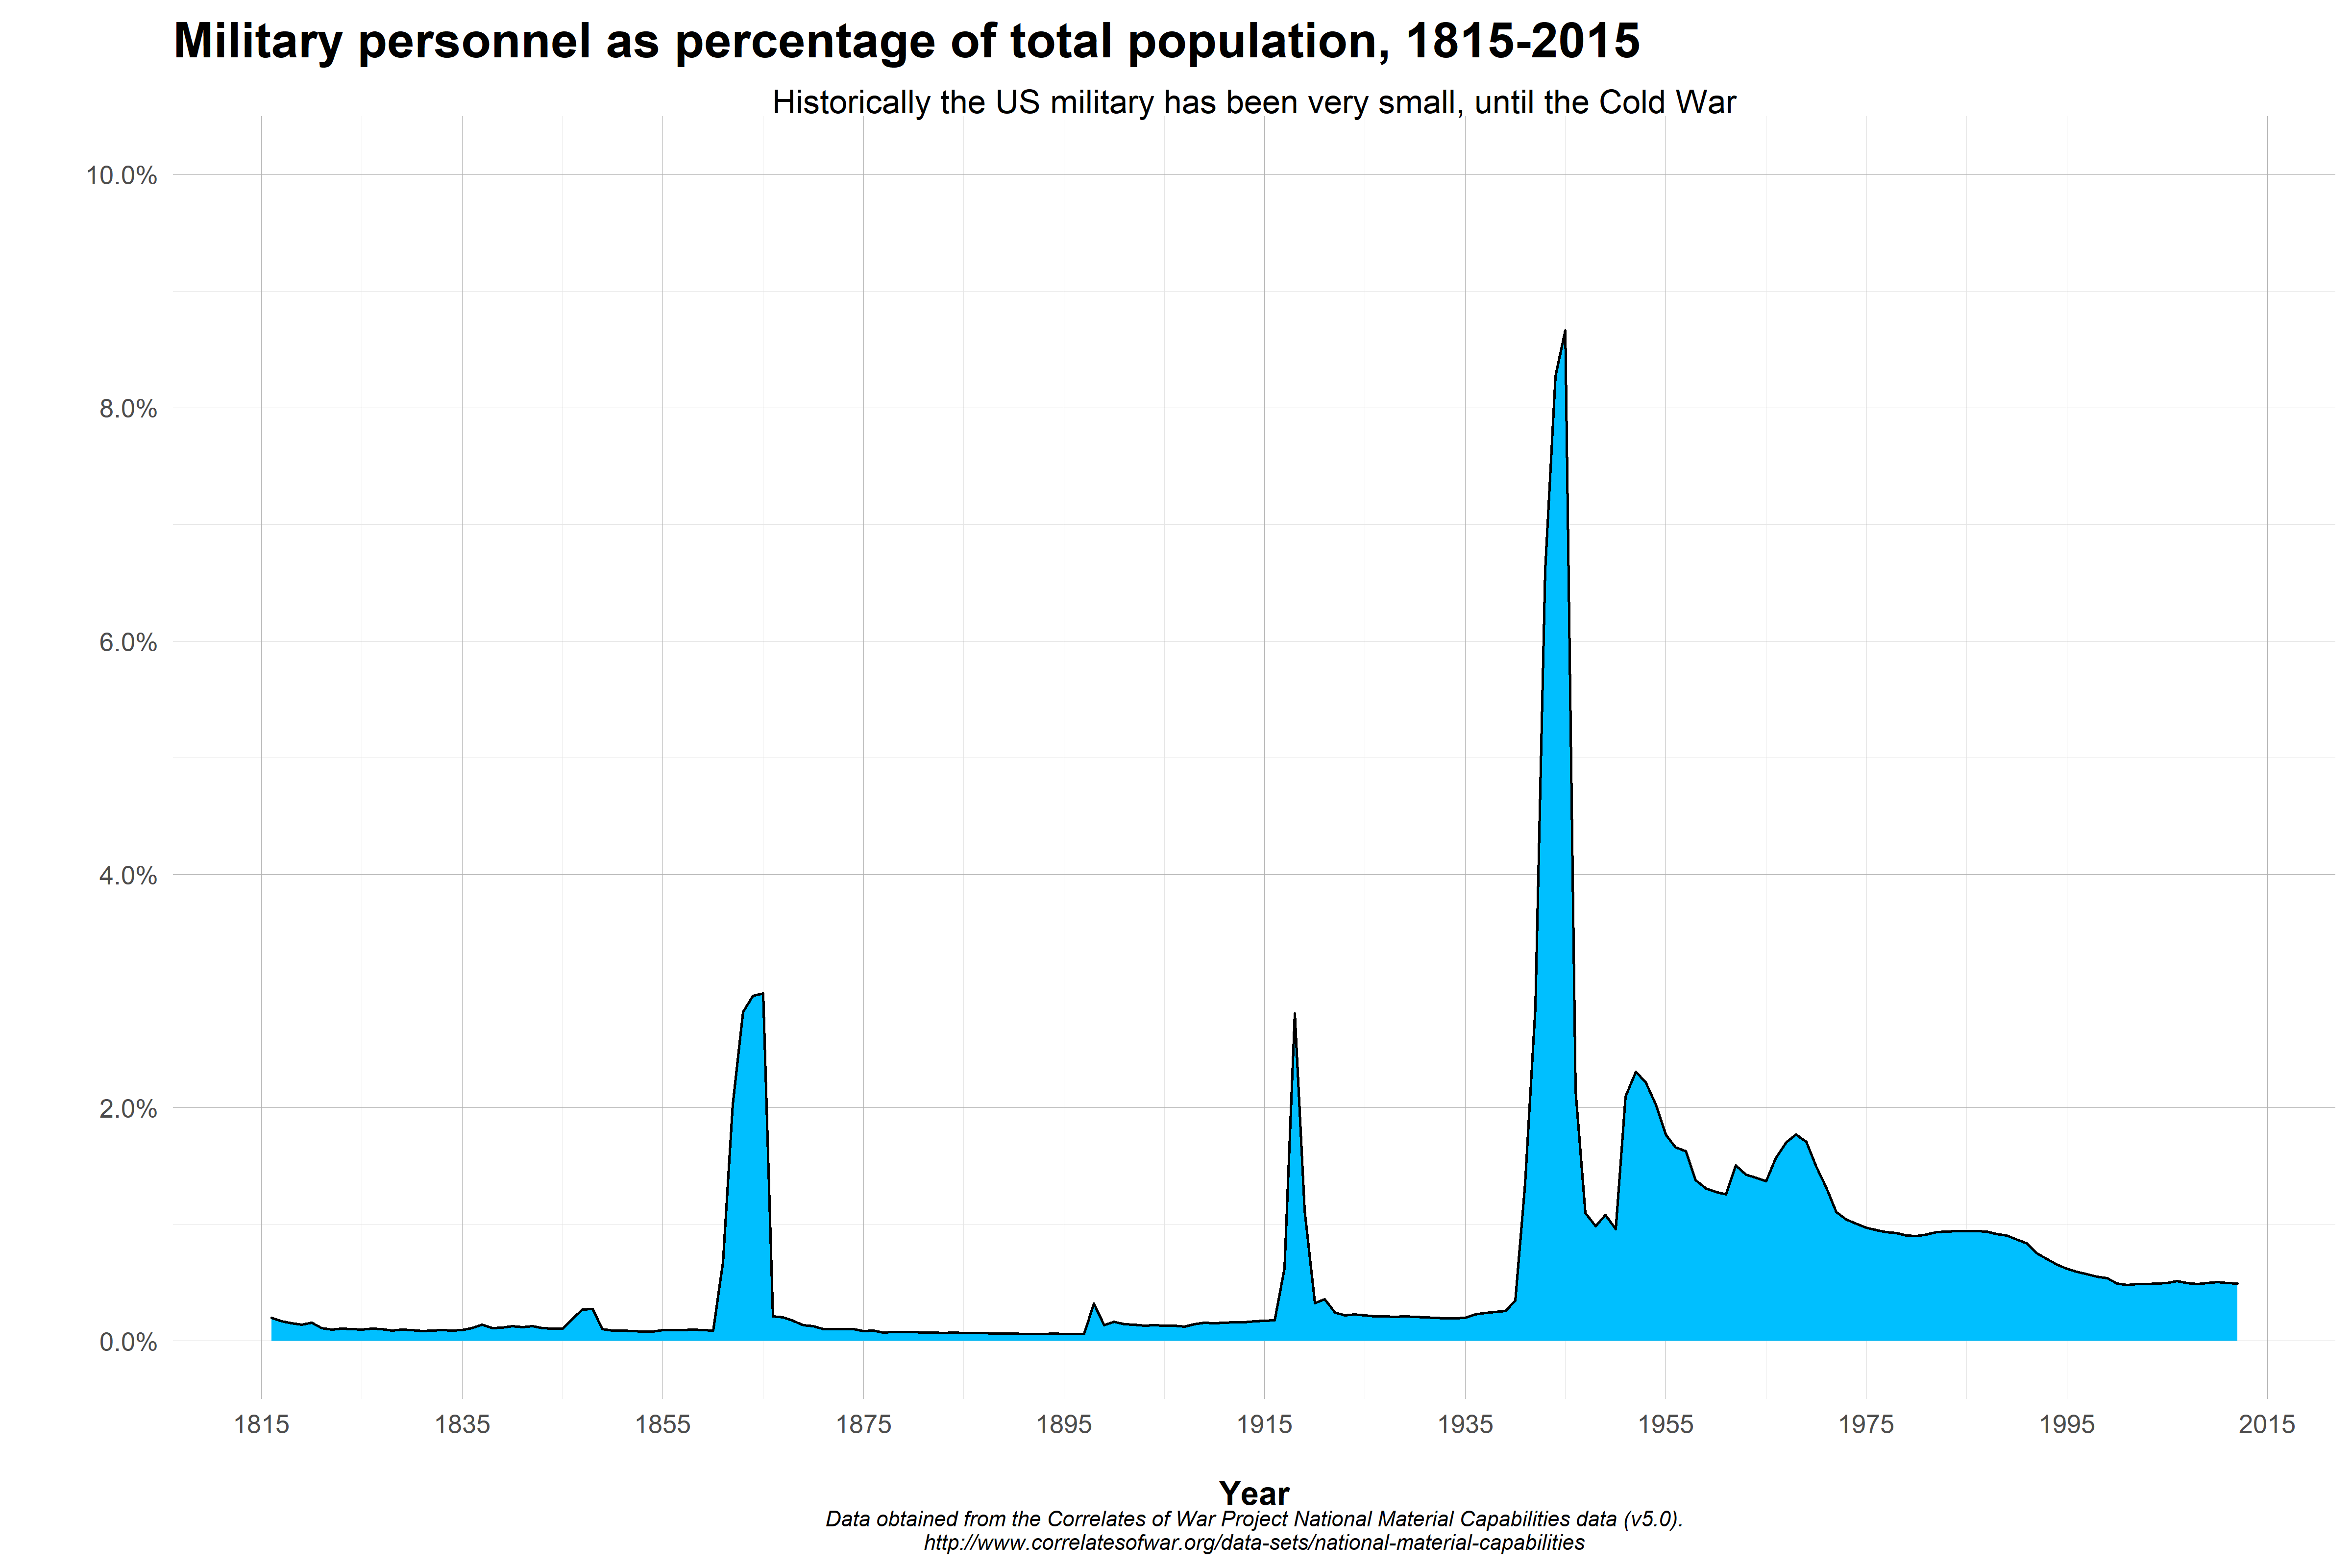 Military personnel as percentage of total population, 1815-2015
Historically the US military has been very small, until the Cold War
10.0%
8.0%
6.0%
4.0%
2.0%
0.0%
1815 1835 1855 1875 1895 1915 1935 1955 1975 1995 2015
Year
Data obtained from the Correlates of War Project National Material Capabilities data (v5.0).
http://www.correlatesofwar.org/data-sets/national-material-capabilities